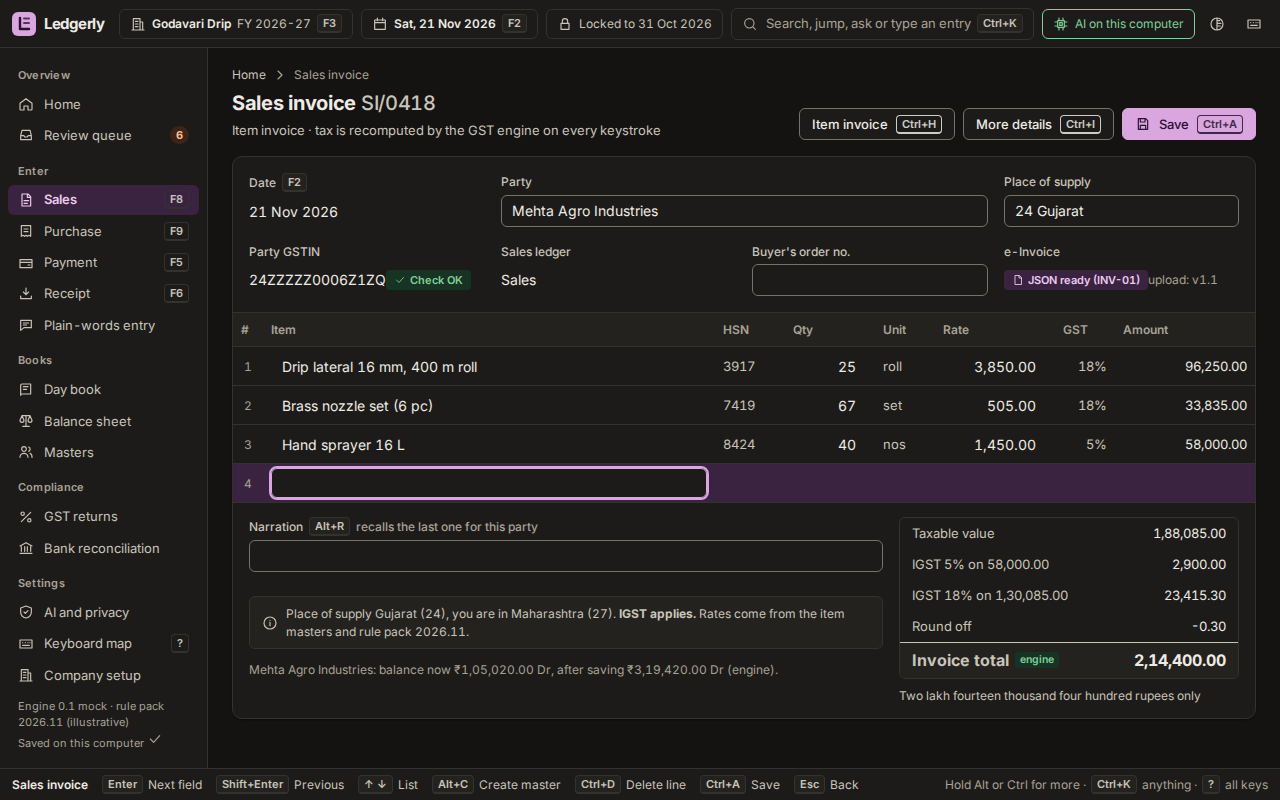 Ledgerly
Godavari Drip FY 2026-27 F3
Sat, 21 Nov 2026 F2
Locked to 31 Oct 2026
Search, jump, ask or type an entry Ctrl+K
AI on this computer
Overview
Home
Review queue 6
Enter
Sales F8
Purchase F9
Payment F5
Receipt F6
Plain-words entry
Books
Day book
Balance sheet
Masters
Compliance
GST returns
Bank reconciliation
Settings
AI and privacy
Keyboard map ?
Company setup
Engine 0.1 mock · rule pack
2026.11 (illustrative)
Saved on this computer
Home Sales invoice
Sales invoice SI/0418
Item invoice · tax is recomputed by the GST engine on every keystroke
Item invoice Ctrl+H
More details Ctrl+I
Save Ctrl+A
Date F2
21 Nov 2026
Party
Mehta Agro Industries
Place of supply
24 Gujarat
Party GSTIN
24ZZZZZ0006Z1ZQ Check OK
Sales ledger
Sales
Buyer's order no.
e-Invoice
JSON ready (INV-01) upload: v1.1
# Item HSN Qty Unit Rate GST Amount
1 Drip lateral 16 mm, 400 m roll 3917 25 roll 3,850.00 18% 96,250.00
2 Brass nozzle set (6 pc) 7419 67 set 505.00 18% 33,835.00
3 Hand sprayer 16 L 8424 40 nos 1,450.00 5% 58,000.00
4
Narration Alt+R recalls the last one for this party
Place of supply Gujarat (24), you are in Maharashtra (27). IGST applies. Rates come from the item
masters and rule pack 2026.11.
Mehta Agro Industries: balance now ₹1,05,020.00 Dr, after saving ₹3,19,420.00 Dr (engine).
Taxable value 1,88,085.00
IGST 5% on 58,000.00 2,900.00
IGST 18% on 1,30,085.00 23,415.30
Round off -0.30
Invoice total engine 2,14,400.00
Two lakh fourteen thousand four hundred rupees only
Sales invoice Enter Next field Shift+Enter Previous ↑↓ List Alt+C Create master Ctrl+D Delete line Ctrl+A Save Esc Back
Hold Alt or Ctrl for more · Ctrl+K anything · ? all keys